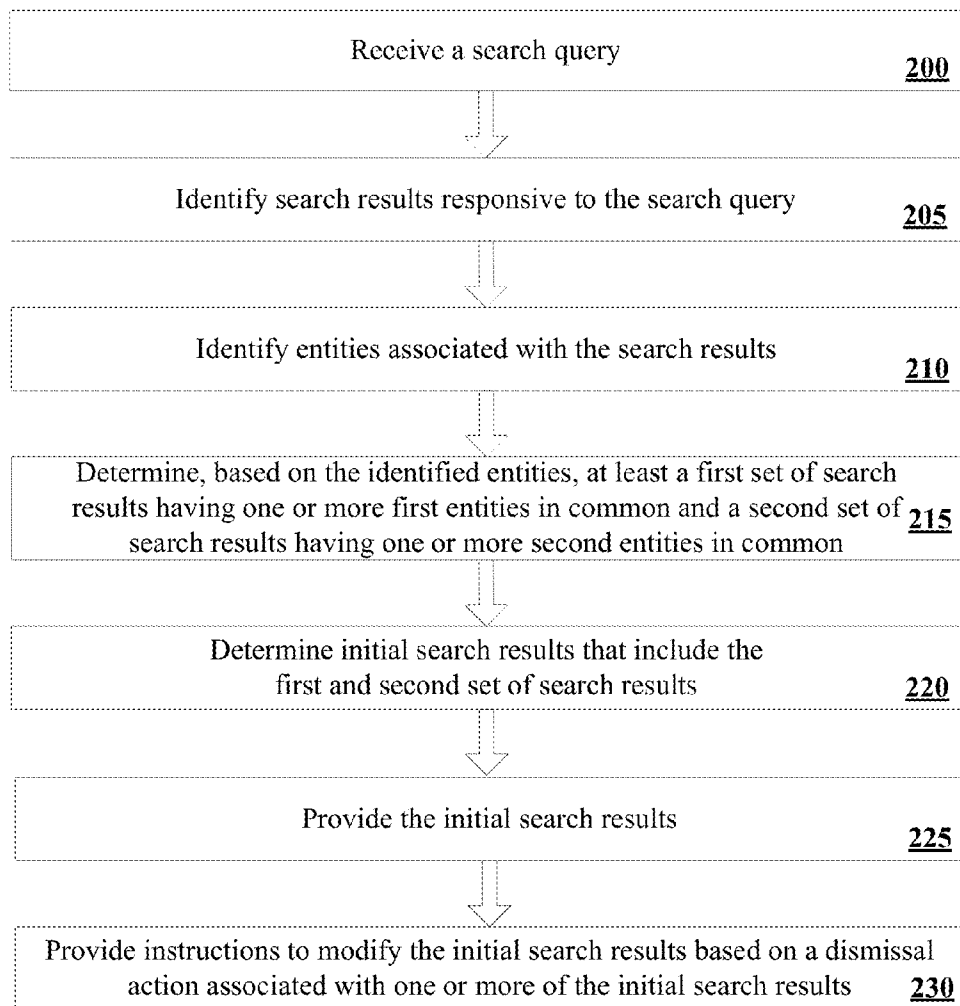 Receive a search query
200
Identify search results responsive to the search query
205
Identify entities associated with the search results
210
Determine, based on the identified entities, at least a first set of search
results having one or more first entities in common and a second set of
215
search results having one or more second entities in common
Determine initial search results that include the
first and second set of search results
220
Provide the initial search results
225
Provide instructions to modify the initial search results based on a dismissal
action associated with one or more of the initial search results
230